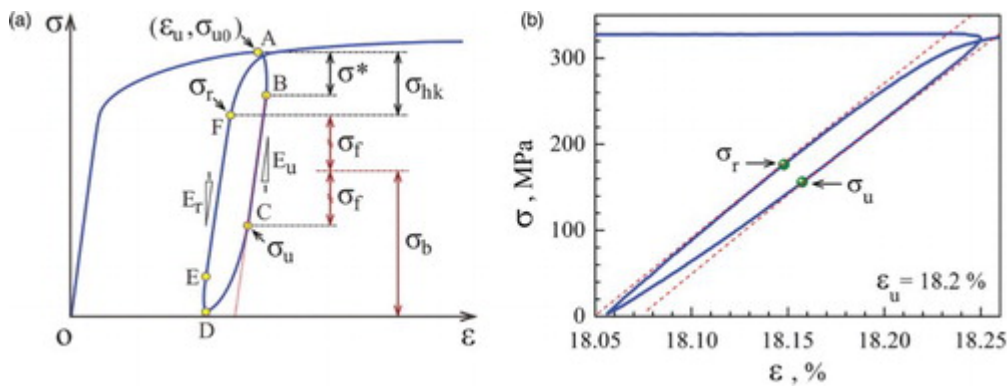 (a)
σ
(εu, σu0)
A
B
σ*
σhk
σr
F
σf
Er
Eu
σf
C
σb
σu
E
D
O
ε
(b)
300
200
100
0
σ , MPa
σr
σu
εu = 18.2 %
18.05
18.10
18.15
18.20
18.25
ε , %